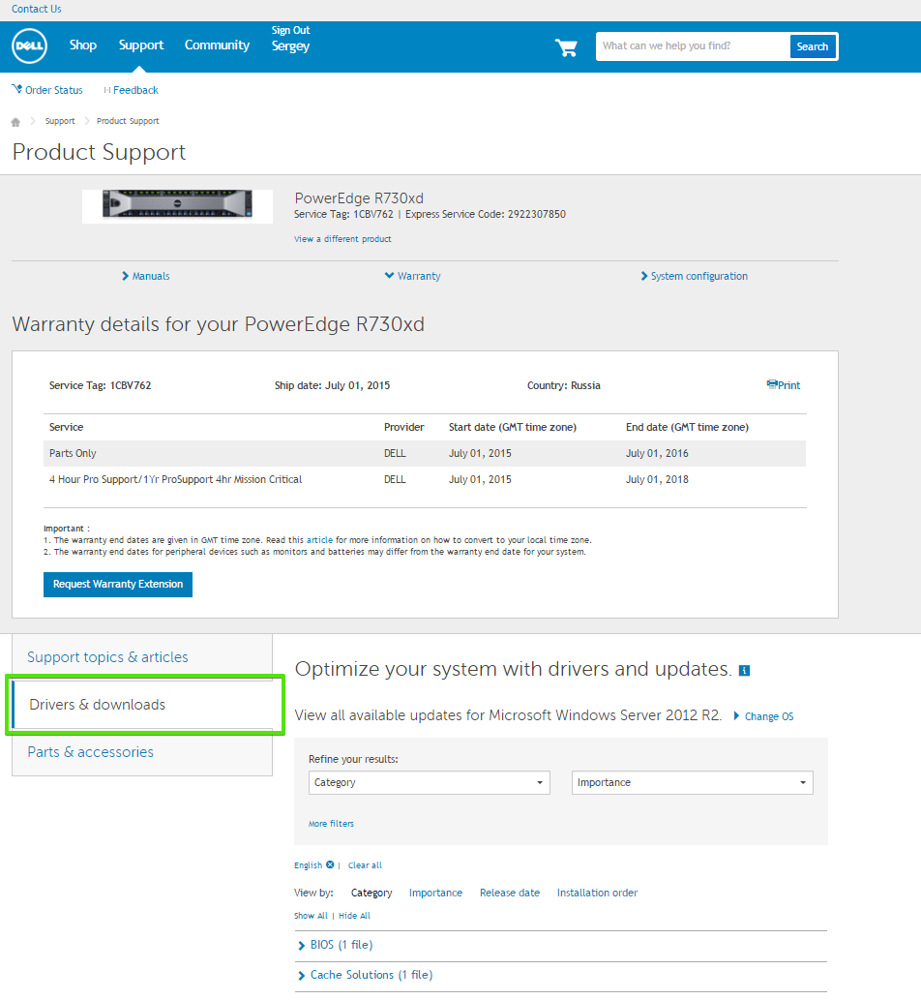 Contact Us
DELL
Shop Support Community Sign Out Sergey
What can we help you find? Search
Order Status Feedback
Support Product Support
Product Support
PowerEdge R730xd
Service Tag: 1CBV762 | Express Service Code: 2922307850
View a different product
Manuals Warranty System configuration
Warranty details for your PowerEdge R730xd
Service Tag: 1CBV762 Ship date: July 01, 2015 Country: Russia Print
Service Provider Start date (GMT time zone) End date (GMT time zone)
Parts Only DELL July 01, 2015 July 01, 2016
4 Hour Pro Support/1Yr ProSupport 4hr Mission Critical DELL July 01, 2015 July 01, 2018
Important :
1. The warranty end dates are given in GMT time zone. Read this article for more information on how to convert to your local time zone.
2. The warranty end dates for peripheral devices such as monitors and batteries may differ from the warranty end date for your system.
Request Warranty Extension
Support topics & articles
Drivers & downloads
Parts & accessories
Optimize your system with drivers and updates. i
View all available updates for Microsoft Windows Server 2012 R2. Change OS
Refine your results:
Category Importance
More filters
English | Clear all
View by: Category Importance Release date Installation order
Show All | Hide All
BIOS (1 file)
Cache Solutions (1 file)